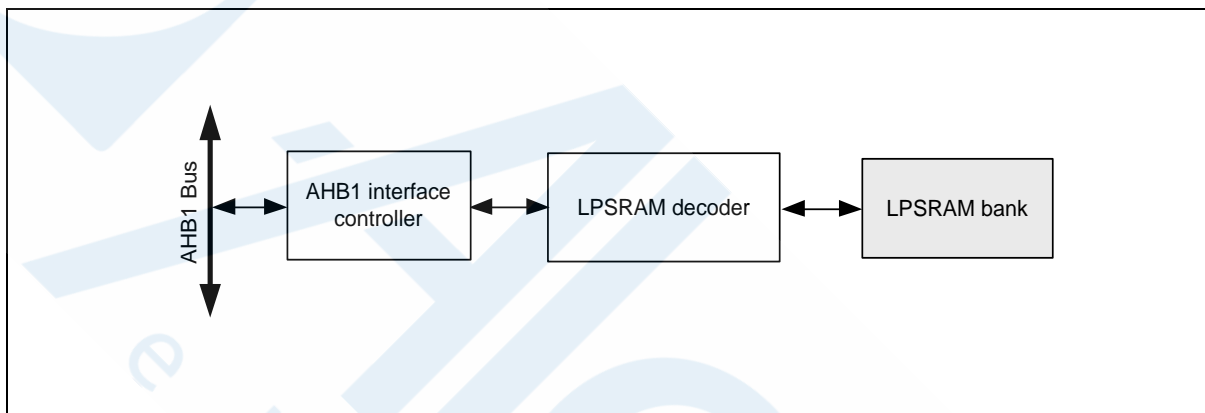 AHB1 Bus
AHB1 interface
controller
LPSRAM decoder
LPSRAM bank
e